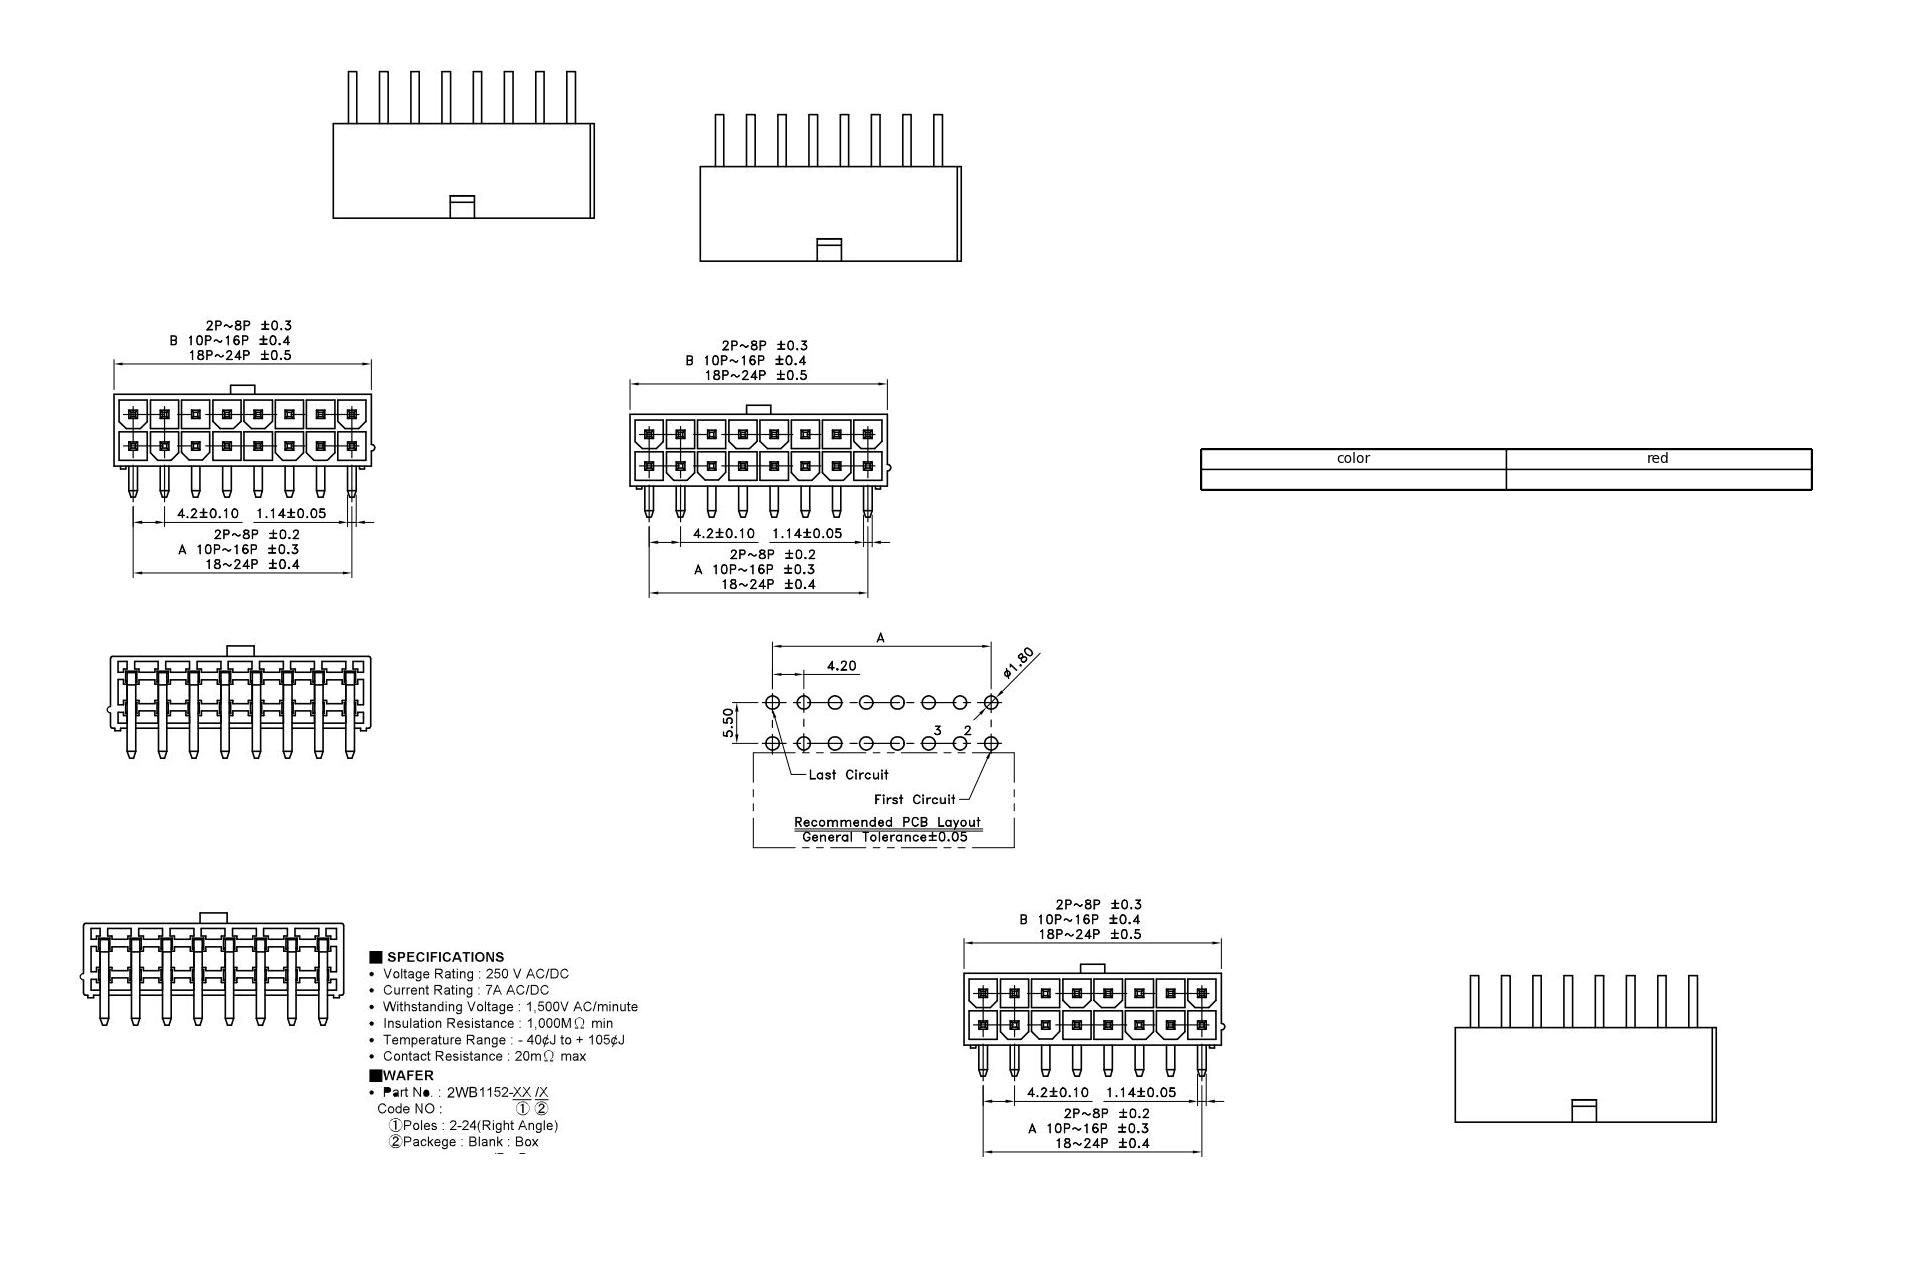 2P~8P ±0.3
B 10P~16P ±0.4
18P~24P ±0.5
4.2±0.10 1.14±0.05
2P~8P ±0.2
A 10P~16P ±0.3
18~24P ±0.4
2P~8P ±0.3
B 10P~16P ±0.4
18P~24P ±0.5
4.2±0.10 1.14±0.05
2P~8P ±0.2
A 10P~16P ±0.3
18~24P ±0.4
color red
A
4.20
ø1.80
5.50
3 2
Last Circuit
First Circuit
Recommended PCB Layout
General Tolerance±0.05
■ SPECIFICATIONS
• Voltage Rating : 250 V AC/DC
• Current Rating : 7A AC/DC
• Withstanding Voltage : 1,500V AC/minute
• Insulation Resistance : 1,000MΩ min
• Temperature Range : - 40¢J to + 105¢J
• Contact Resistance : 20mΩ max
■WAFER
• Part No. : 2WB1152-XX /X
Code NO : ① ②
①Poles : 2-24(Right Angle)
②Packege : Blank : Box
2P~8P ±0.3
B 10P~16P ±0.4
18P~24P ±0.5
4.2±0.10 1.14±0.05
2P~8P ±0.2
A 10P~16P ±0.3
18~24P ±0.4